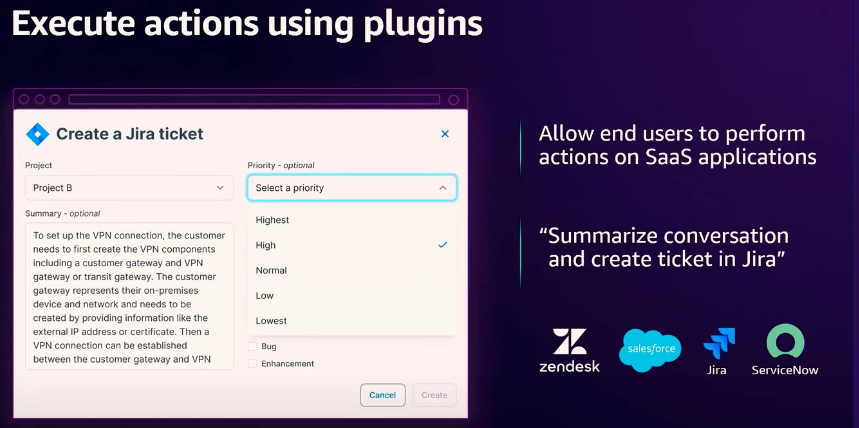 Execute actions using plugins
Create a Jira ticket
Project
Project B
Summary - optional
To set up the VPN connection, the customer
needs to first create the VPN components
including a customer gateway and VPN
gateway or transit gateway. The customer
gateway represents their on-premises
device and network and needs to be
created by providing information like the
external IP address or certificate. Then a
VPN connection can be established
between the customer gateway and VPN
Priority - optional
Select a priority
Highest
High
Normal
Low
Lowest
Bug
Enhancement
Cancel
Create
Allow end users to perform
actions on SaaS applications
“Summarize conversation
and create ticket in Jira”
zendesk
salesforce
Jira
ServiceNow